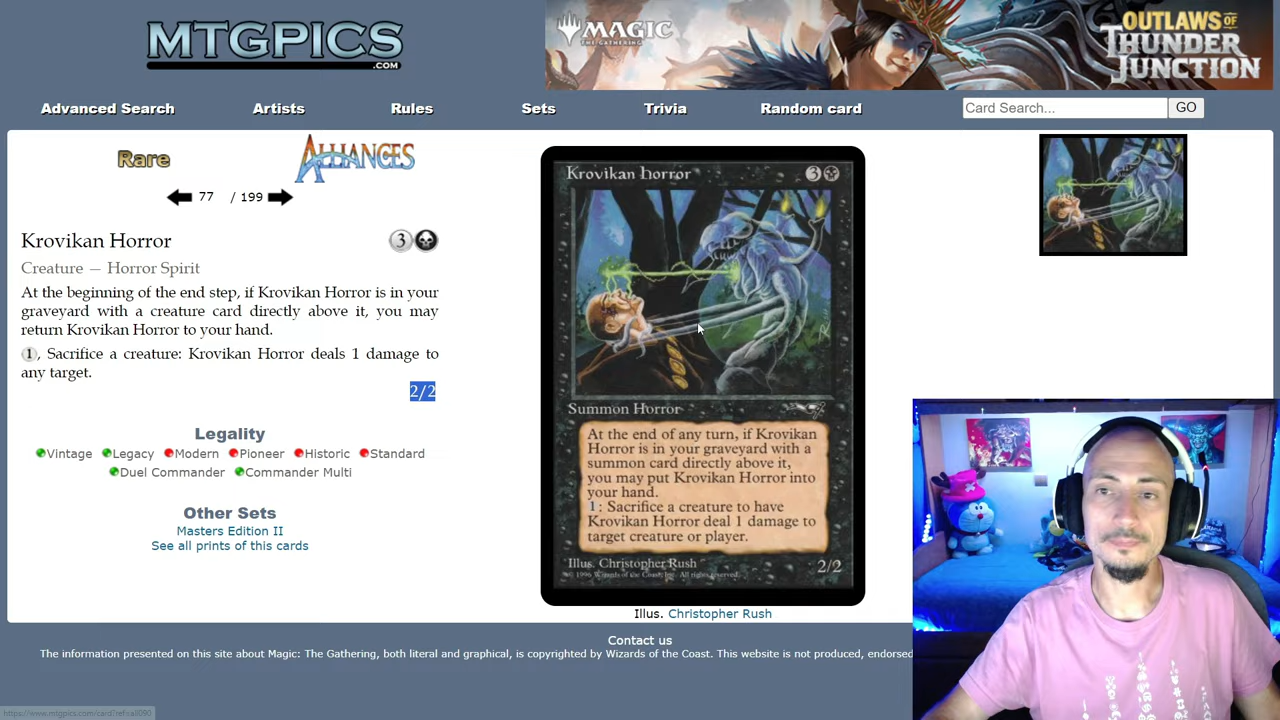 MTGPICS
.COM
MAGIC
THE GATHERING
OUTLAWS OF
THUNDER
JUNCTION
Advanced Search
Artists
Rules
Sets
Trivia
Random card
Card Search...
GO
Rare
ALLIANCES
77 / 199
Krovikan Horror
3
Creature — Horror Spirit
At the beginning of the end step, if Krovikan Horror is in your
graveyard with a creature card directly above it, you may
return Krovikan Horror to your hand.
1, Sacrifice a creature: Krovikan Horror deals 1 damage to
any target.
2/2
Legality
Vintage Legacy Modern Pioneer Historic Standard
Duel Commander Commander Multi
Other Sets
Masters Edition II
See all prints of this cards
Krovikan Horror
3
Summon Horror
At the end of any turn, if Krovikan
Horror is in your graveyard with a
summon card directly above it,
you may put Krovikan Horror into
your hand.
1: Sacrifice a creature to have
Krovikan Horror deal 1 damage to
target creature or player.
Illus. Christopher Rush
© 1996 Wizards of the Coast, Inc. All rights reserved.
2/2
Illus. Christopher Rush
Contact us
The information presented on this site about Magic: The Gathering, both literal and graphical, is copyrighted by Wizards of the Coast. This website is not produced, endorsed